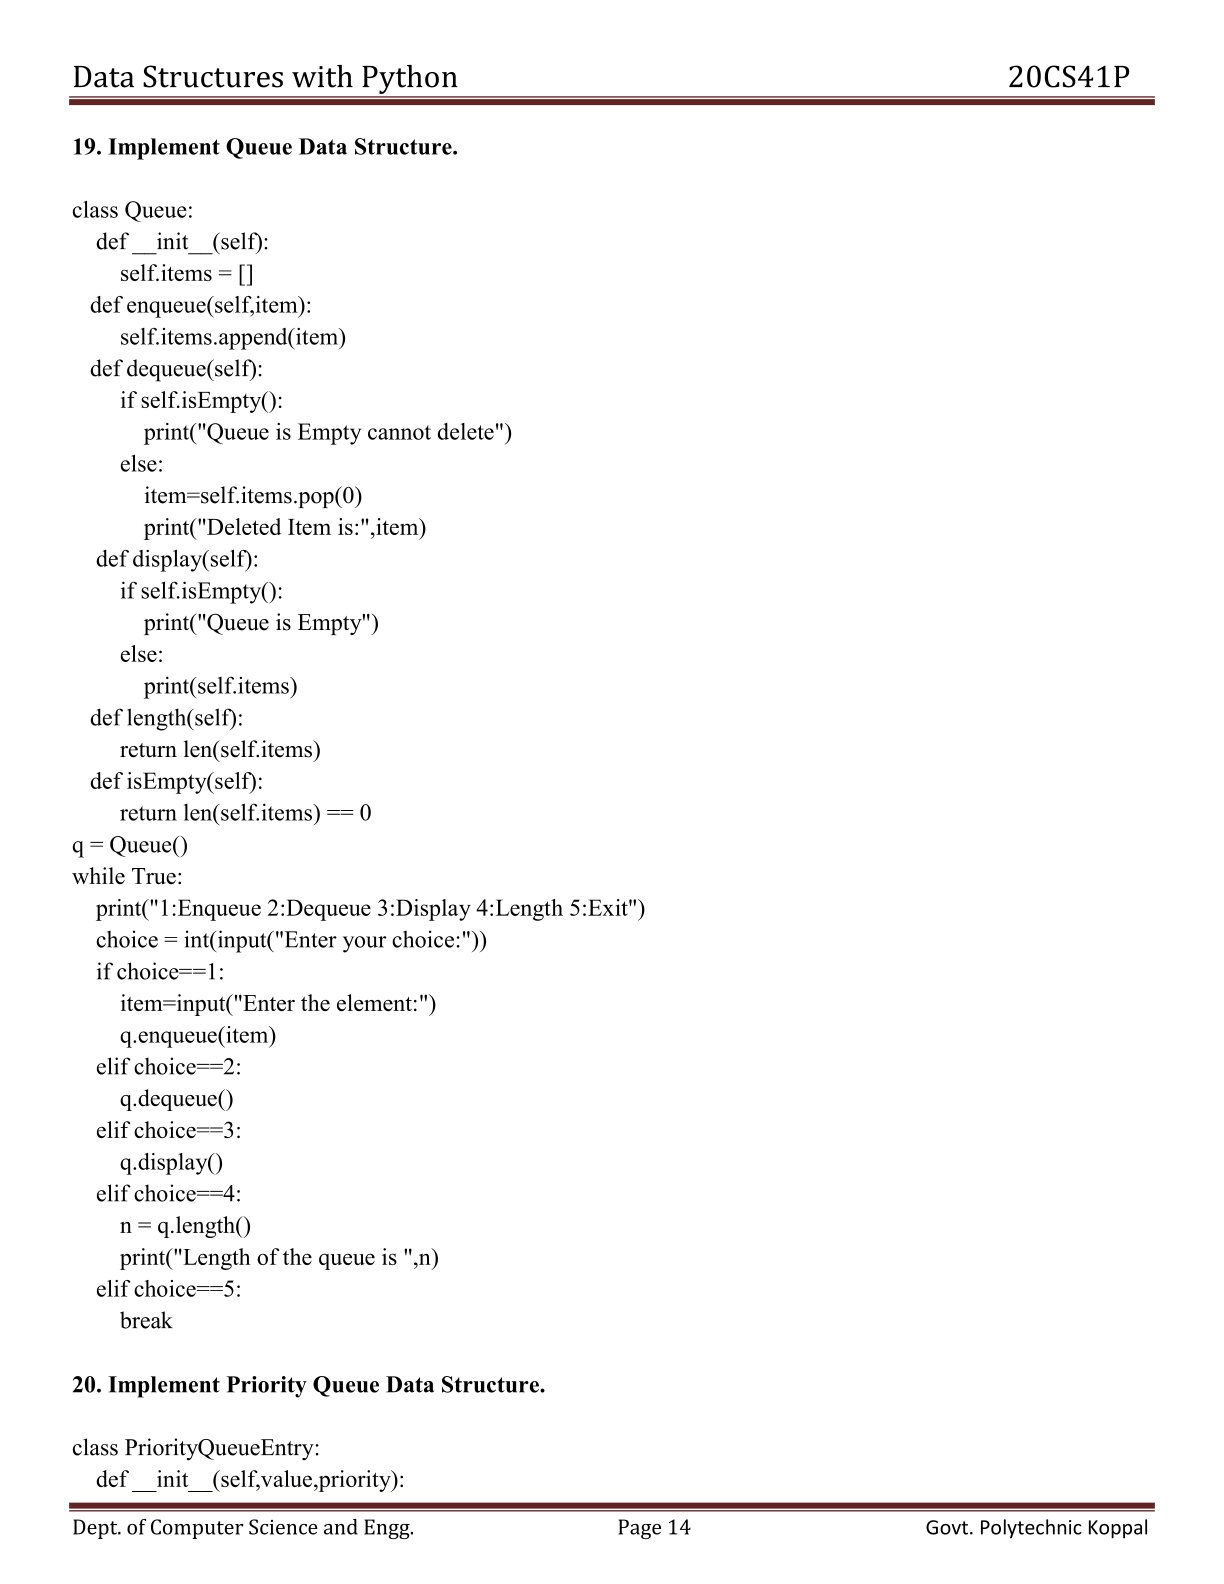 Data Structures with Python 20CS41P
19. Implement Queue Data Structure.
class Queue:
    def __init__(self):
        self.items = []
   def enqueue(self,item):
        self.items.append(item)
   def dequeue(self):
        if self.isEmpty():
            print("Queue is Empty cannot delete")
        else:
            item=self.items.pop(0)
            print("Deleted Item is:",item)
    def display(self):
        if self.isEmpty():
            print("Queue is Empty")
        else:
            print(self.items)
   def length(self):
        return len(self.items)
   def isEmpty(self):
        return len(self.items) == 0
q = Queue()
while True:
    print("1:Enqueue 2:Dequeue 3:Display 4:Length 5:Exit")
    choice = int(input("Enter your choice:"))
    if choice==1:
        item=input("Enter the element:")
        q.enqueue(item)
    elif choice==2:
        q.dequeue()
    elif choice==3:
        q.display()
    elif choice==4:
        n = q.length()
        print("Length of the queue is ",n)
    elif choice==5:
        break
20. Implement Priority Queue Data Structure.
class PriorityQueueEntry:
    def __init__(self,value,priority):
Dept. of Computer Science and Engg. Page 14 Govt. Polytechnic Koppal